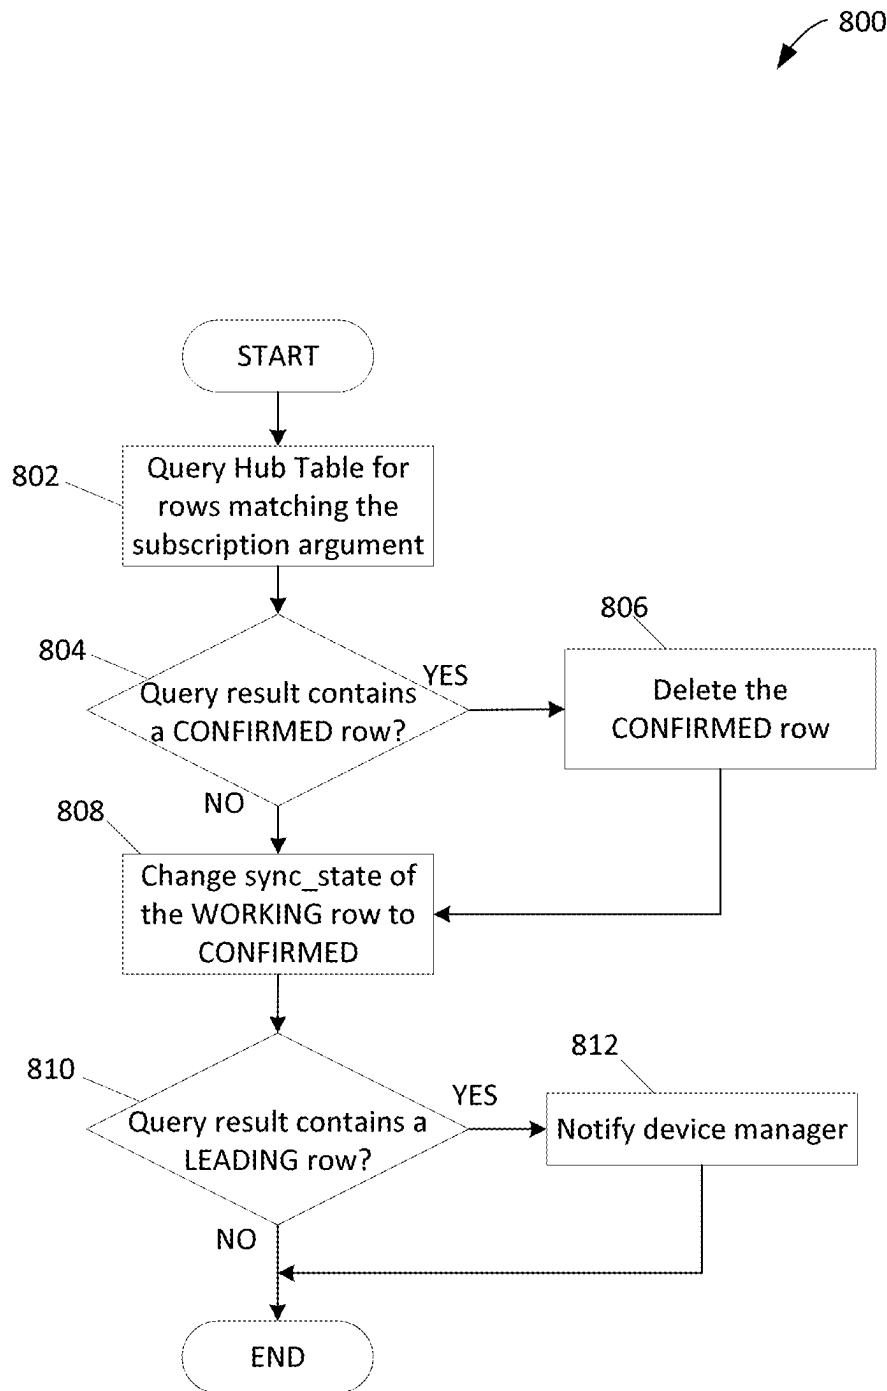 800
START
802
Query Hub Table for
rows matching the
subscription argument
804
Query result contains
a CONFIRMED row?
YES
806
Delete the
CONFIRMED row
NO
808
Change sync_state of
the WORKING row to
CONFIRMED
810
Query result contains a
LEADING row?
YES
812
Notify device manager
NO
END